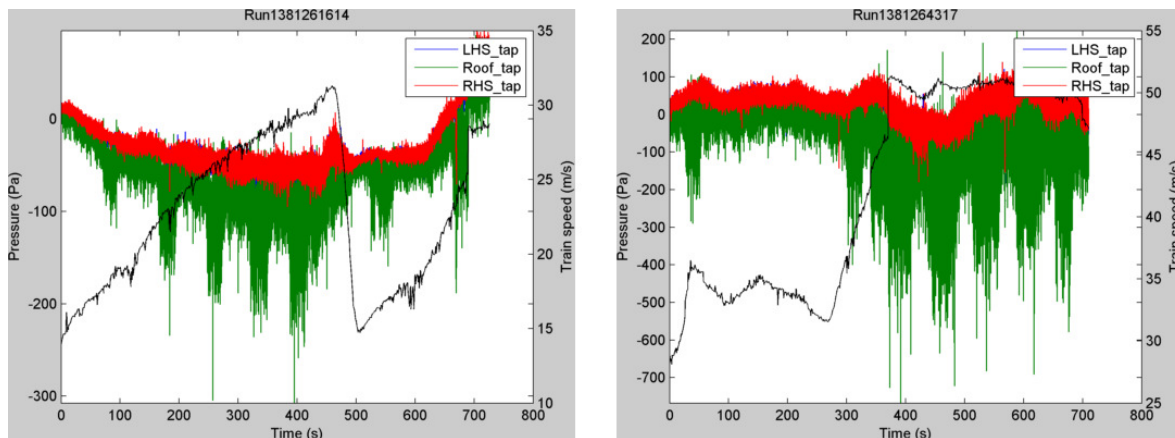 Run1381261614
35
LHS_tap
Roof_tap
RHS_tap
30
0
25
-100
20
-200
15
-300
10
Pressure (Pa)
Train speed (m/s)
0 100 200 300 400 500 600 700 800
Time (s)
Run1381264317
200 55
LHS_tap
Roof_tap
RHS_tap
100 50
0
-100 45
-200
-300 40
-400
35
-500
-600 30
-700
25
Pressure (Pa)
Train speed (m/s)
0 100 200 300 400 500 600 700 800
Time (s)